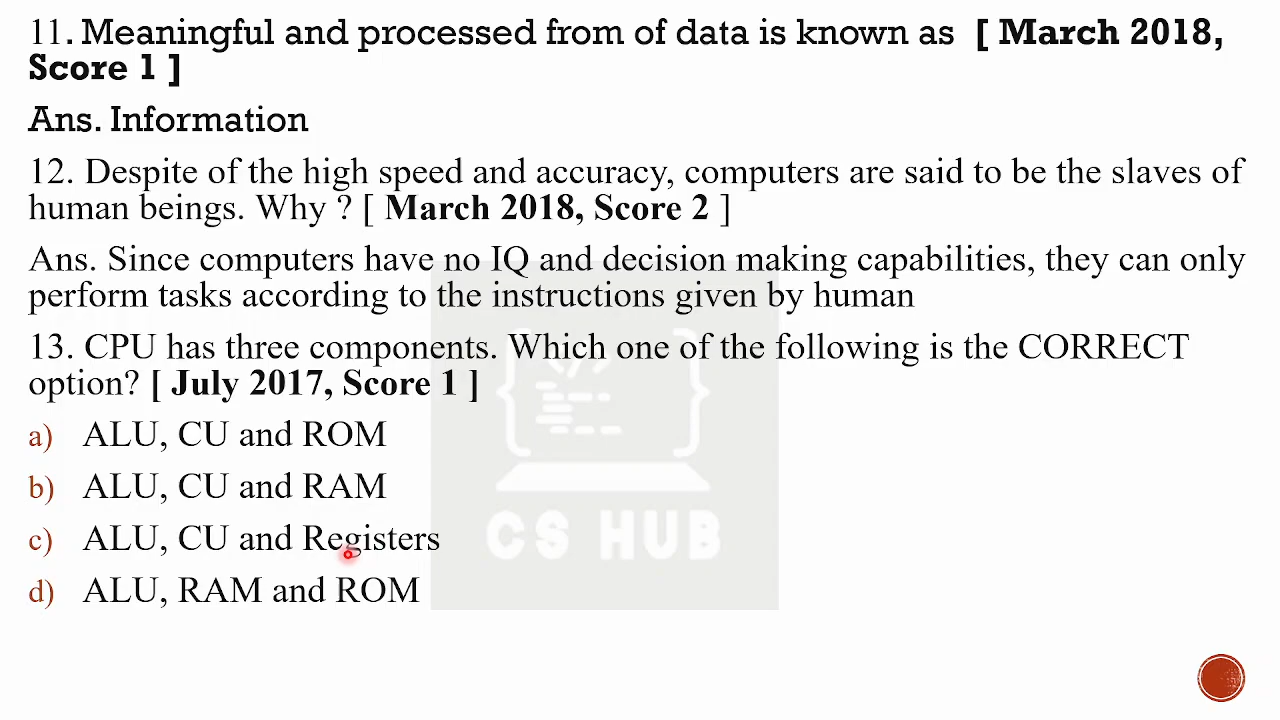 11. Meaningful and processed from of data is known as [ March 2018,
Score 1 ]
Ans. Information
12. Despite of the high speed and accuracy, computers are said to be the slaves of
human beings. Why ? [ March 2018, Score 2 ]
Ans. Since computers have no IQ and decision making capabilities, they can only
perform tasks according to the instructions given by human
13. CPU has three components. Which one of the following is the CORRECT
option? [ July 2017, Score 1 ]
a) ALU, CU and ROM
b) ALU, CU and RAM
c) ALU, CU and Registers
d) ALU, RAM and ROM
CS HUB